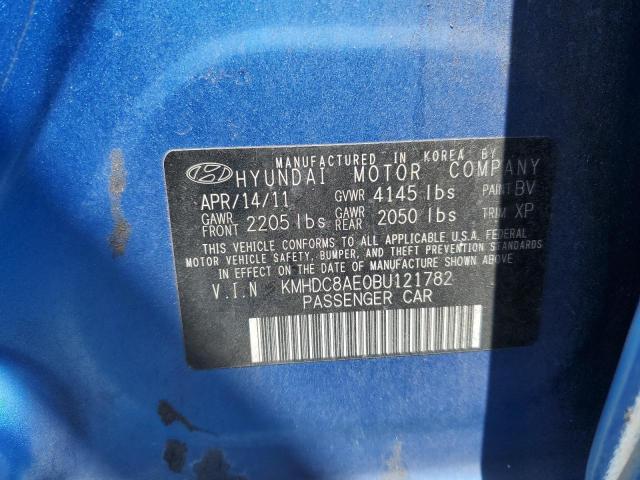 MANUFACTURED IN KOREA BY
HYUNDAI MOTOR COMPANY
APR/14/11 GVWR 4145 lbs PAINT BV
GAWR FRONT 2205 lbs GAWR REAR 2050 lbs TRIM XP
THIS VEHICLE CONFORMS TO ALL APPLICABLE U.S.A. FEDERAL
MOTOR VEHICLE SAFETY, BUMPER, AND THEFT PREVENTION STANDARDS
IN EFFECT ON THE DATE OF MANUFACTURE SHOWN ABOVE
V.I.N KMHDC8AE0BU121782
PASSENGER CAR